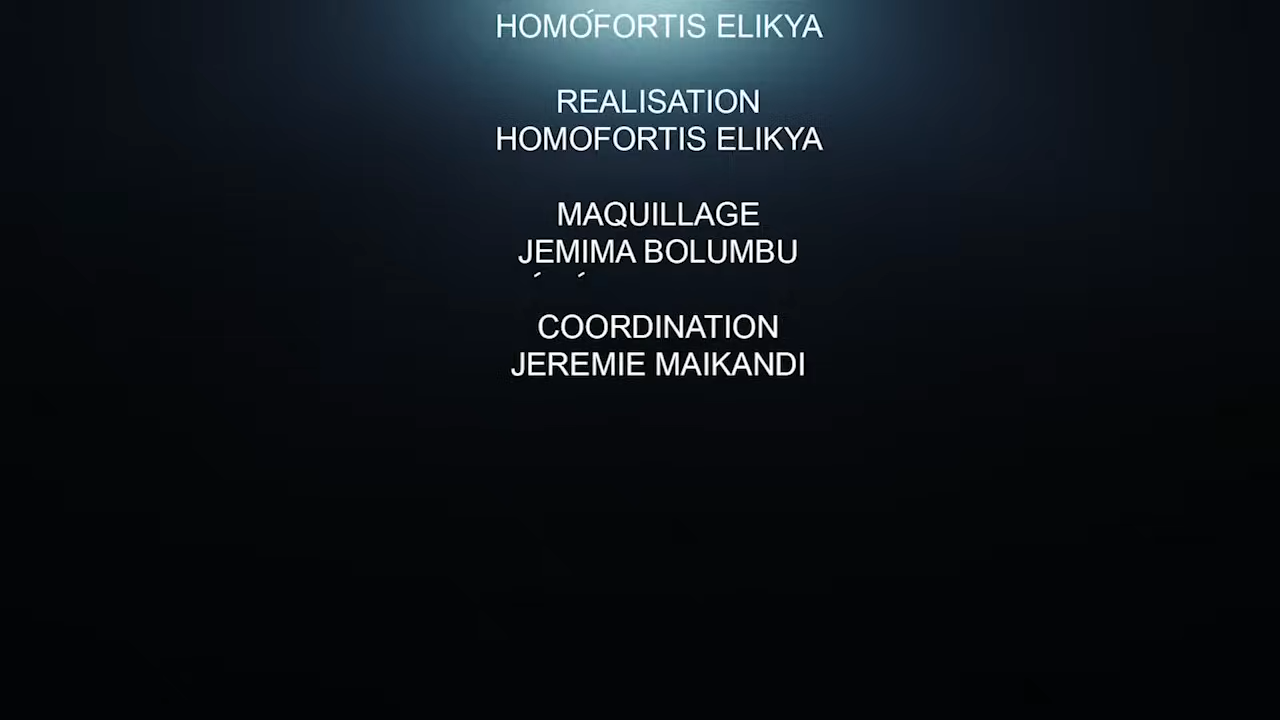 HOMOFORTIS ELIKYA
REALISATION
HOMOFORTIS ELIKYA
MAQUILLAGE
JEMIMA BOLUMBU
COORDINATION
JEREMIE MAIKANDI